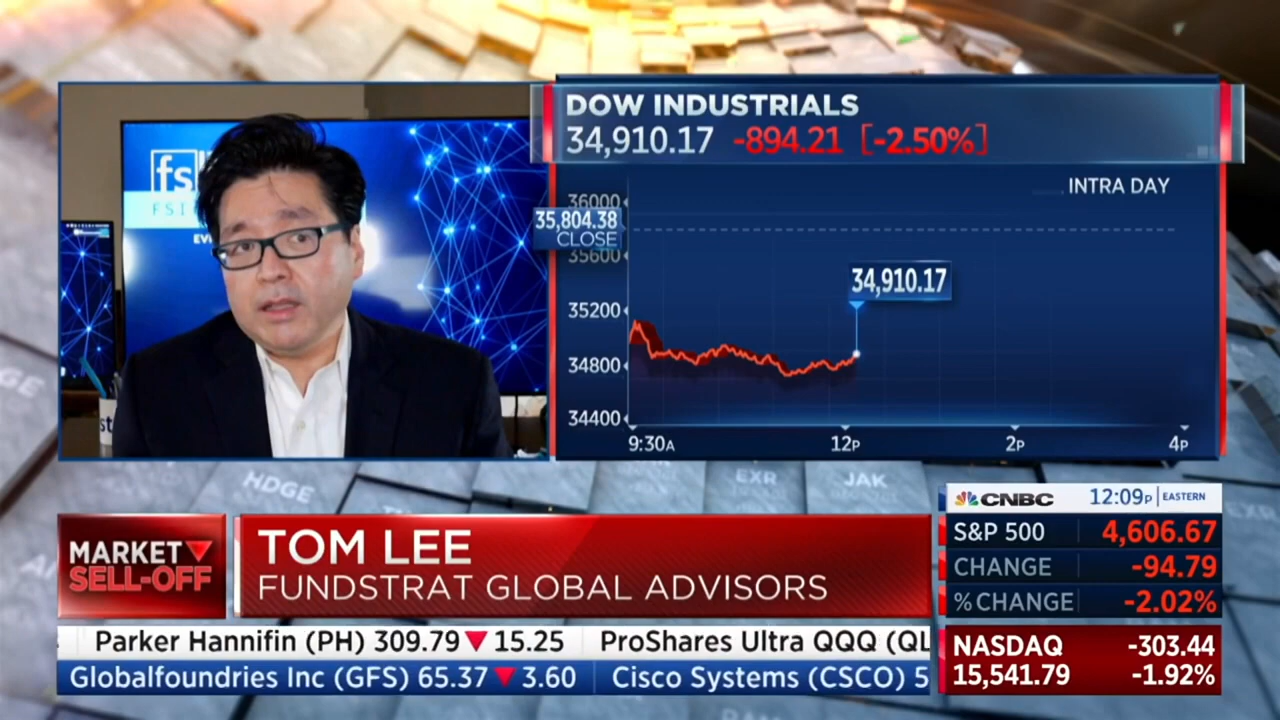 DOW INDUSTRIALS
34,910.17 -894.21 [-2.50%]
INTRA DAY
36000
35,804.38
CLOSE
35600
35200
34800
34400
34,910.17
9:30A 12P 2P 4P
fs
FSI
HDGE
EXR
JAK
MARKET
SELL-OFF
TOM LEE
FUNDSTRAT GLOBAL ADVISORS
CNBC 12:09P EASTERN
S&P 500 4,606.67
CHANGE -94.79
% CHANGE -2.02%
NASDAQ -303.44
15,541.79 -1.92%
Parker Hannifin (PH) 309.79 ▼ 15.25 ProShares Ultra QQQ (QL
Globalfoundries Inc (GFS) 65.37 ▼ 3.60 Cisco Systems (CSCO) 5